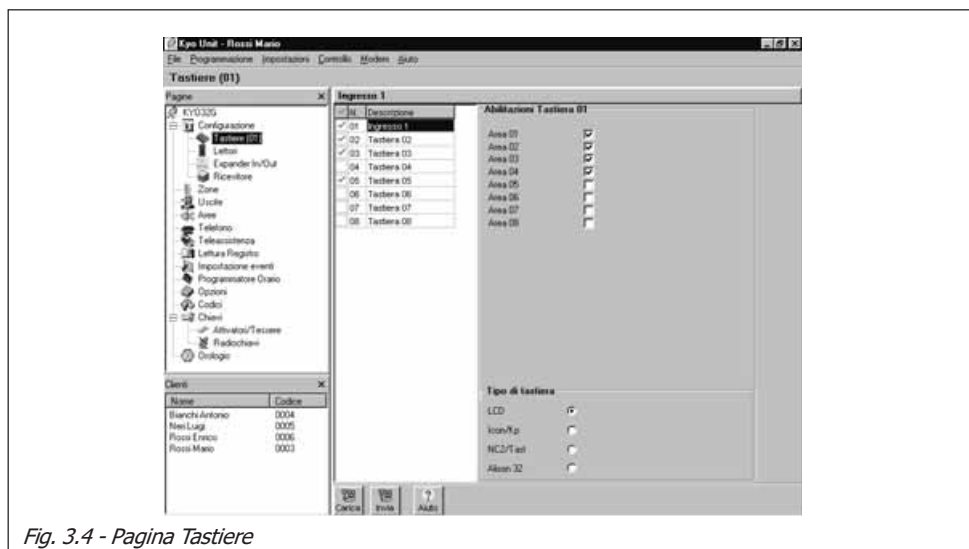 Kyo Unit - Rossi Mario
File Programmazione Impostazioni Controllo Modem Aiuto
Tastiere (01)
Pagine
KYO32G
Configurazione
Tastiere (01)
Lettori
Expander In/Out
Ricevitore
Zone
Uscite
Aree
Telefono
Teleassistenza
Lettura Registro
Impostazione eventi
Programmatore Orario
Opzioni
Codici
Chiavi
Attivatori/Tessere
Radiochiavi
Orologio
Clienti
Nome Codice
Bianchi Antonio 0004
Neri Luigi 0005
Rossi Enrico 0006
Rossi Mario 0003
Ingresso 1
N. Descrizione
01 Ingresso 1
02 Tastiera 02
03 Tastiera 03
04 Tastiera 04
05 Tastiera 05
06 Tastiera 06
07 Tastiera 07
08 Tastiera 08
Abilitazioni Tastiera 01
Area 01
Area 02
Area 03
Area 04
Area 05
Area 06
Area 07
Area 08
Tipo di tastiera
LCD
Icon/Kp
NC2/Tast
Alison 32
Carica Invia Aiuto
Fig. 3.4 - Pagina Tastiere